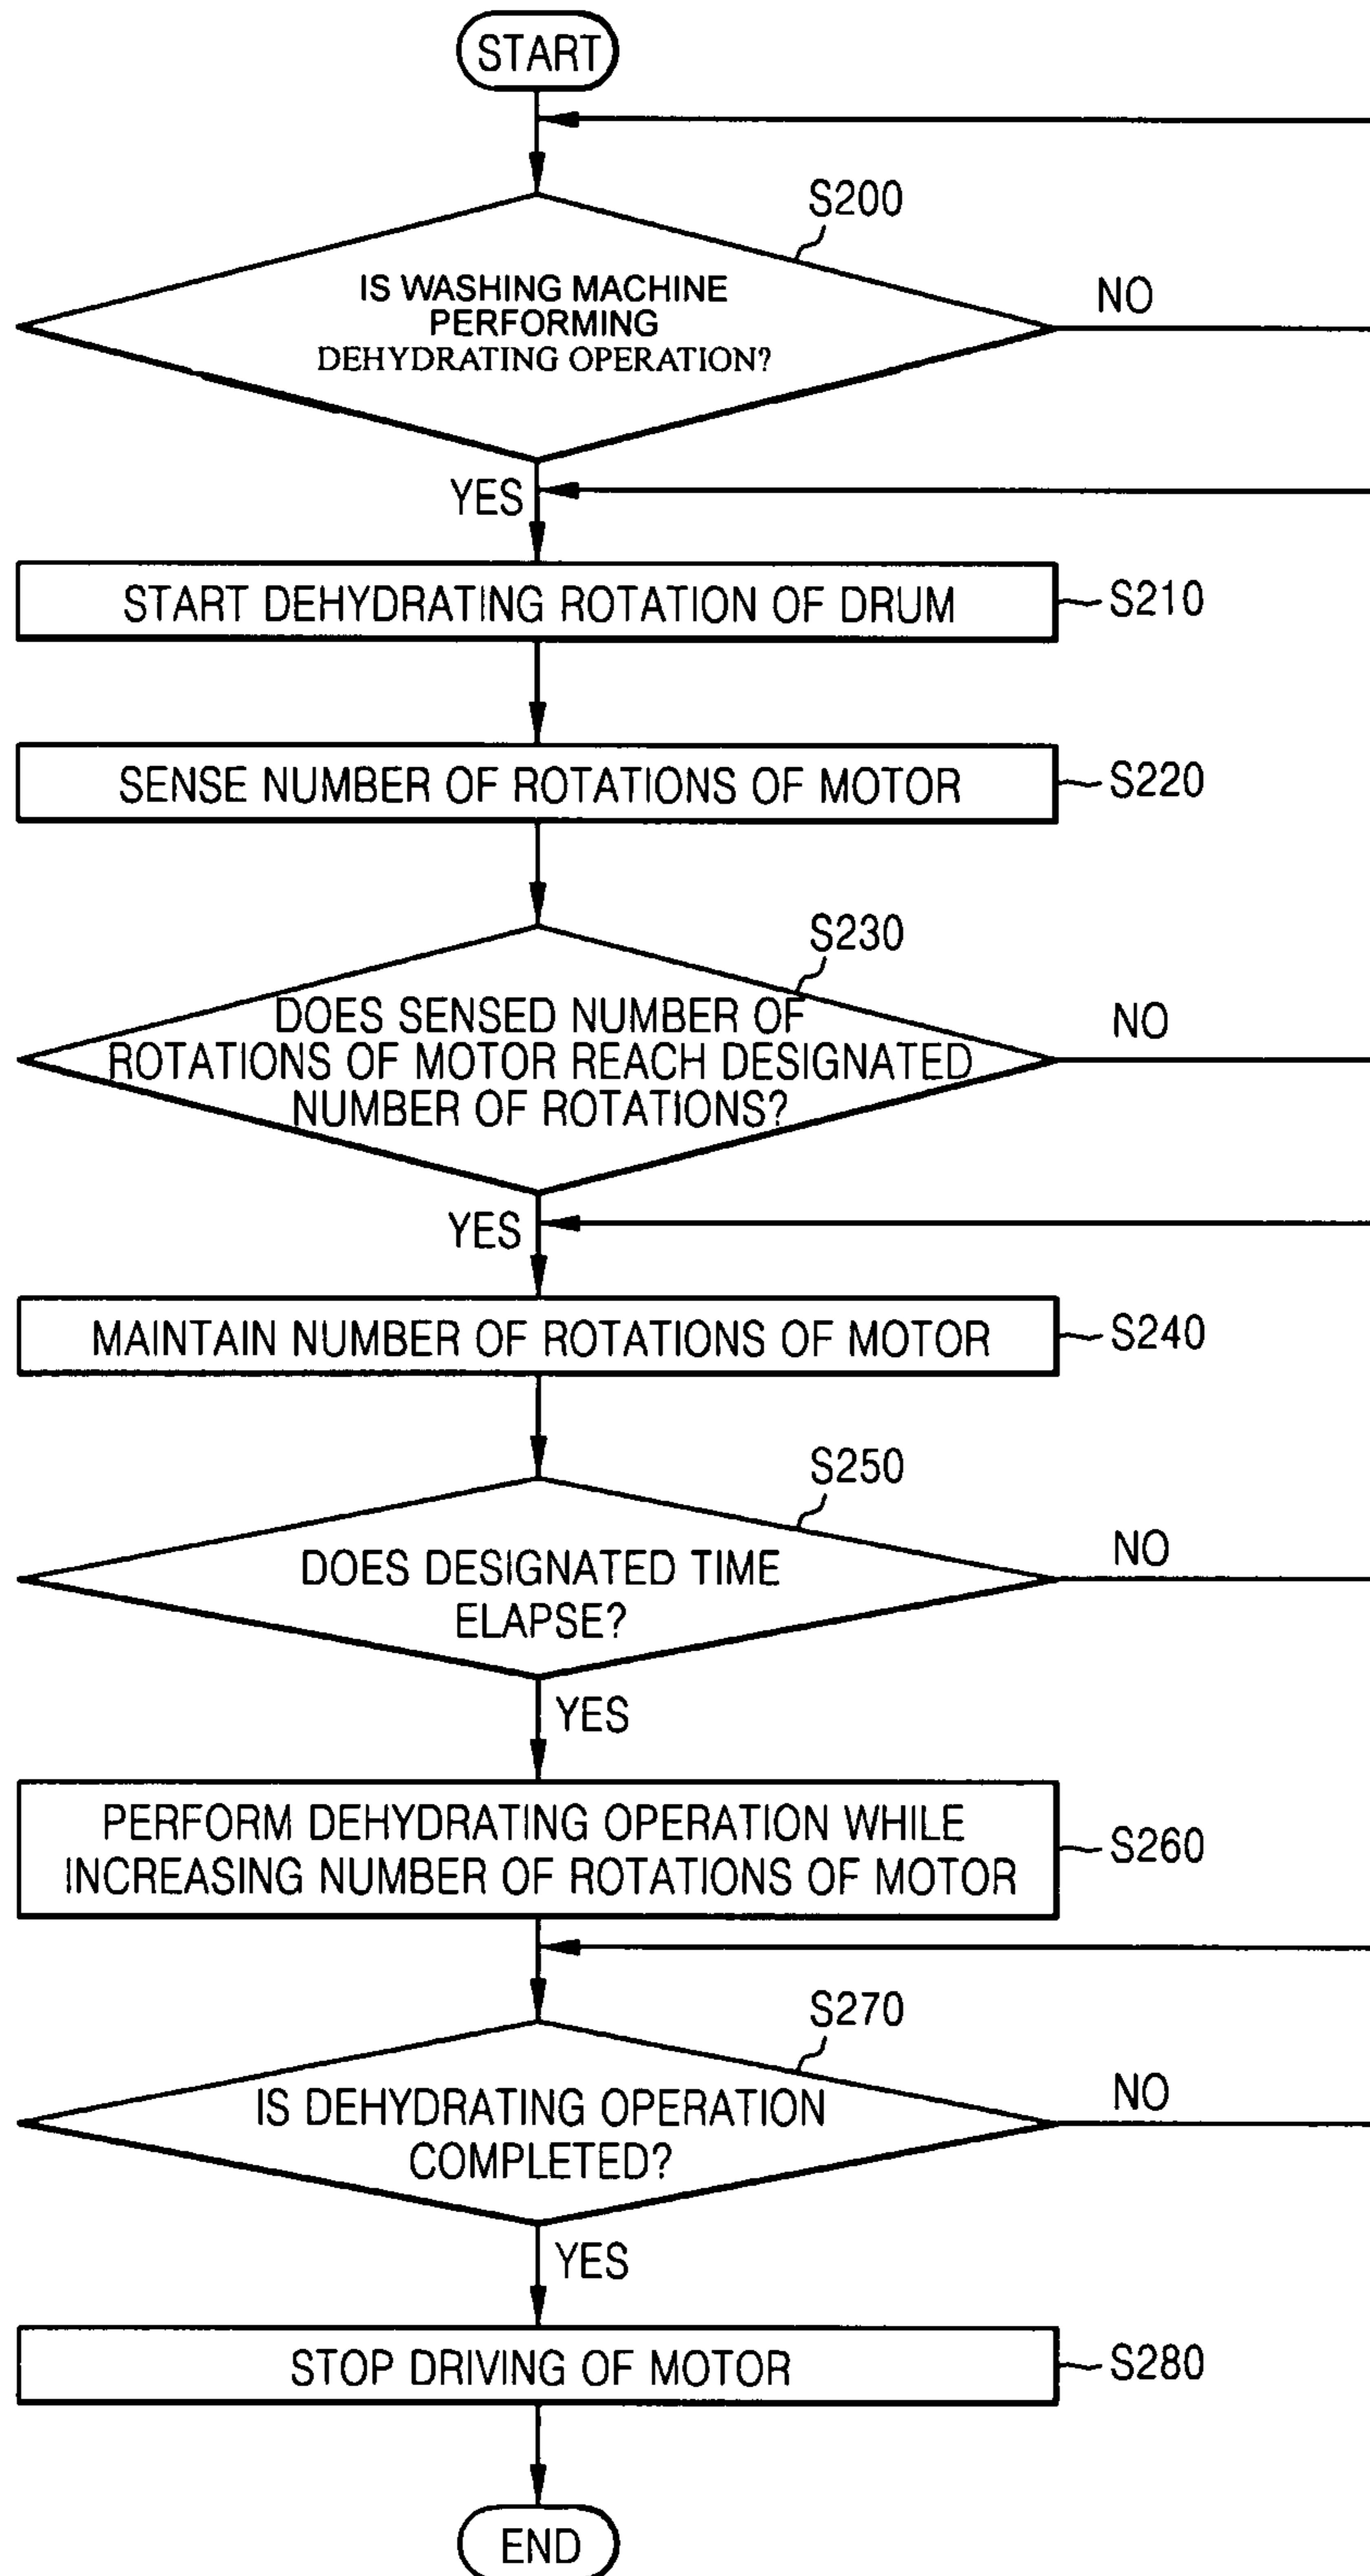 START
S200
IS WASHING MACHINE
PERFORMING
DEHYDRATING OPERATION?
NO
YES
START DEHYDRATING ROTATION OF DRUM
S210
SENSE NUMBER OF ROTATIONS OF MOTOR
S220
S230
DOES SENSED NUMBER OF
ROTATIONS OF MOTOR REACH DESIGNATED
NUMBER OF ROTATIONS?
NO
YES
MAINTAIN NUMBER OF ROTATIONS OF MOTOR
S240
S250
DOES DESIGNATED TIME
ELAPSE?
NO
YES
PERFORM DEHYDRATING OPERATION WHILE
INCREASING NUMBER OF ROTATIONS OF MOTOR
S260
S270
IS DEHYDRATING OPERATION
COMPLETED?
NO
YES
STOP DRIVING OF MOTOR
S280
END